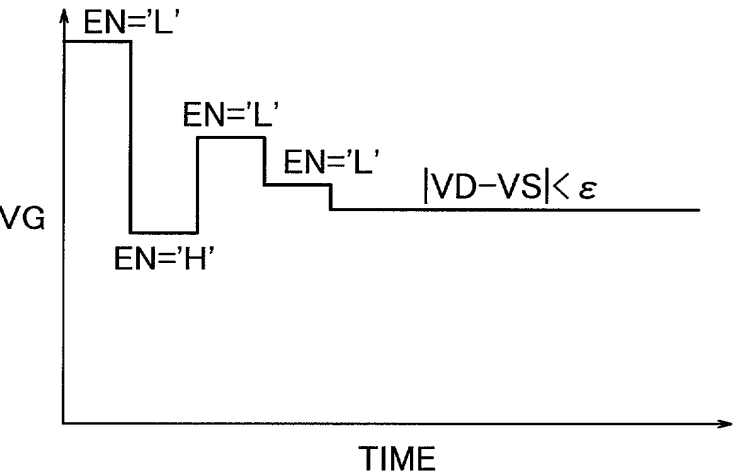 EN='L'
EN='L'
EN='L'
|VD−VS|< ε
VG
EN='H'
TIME